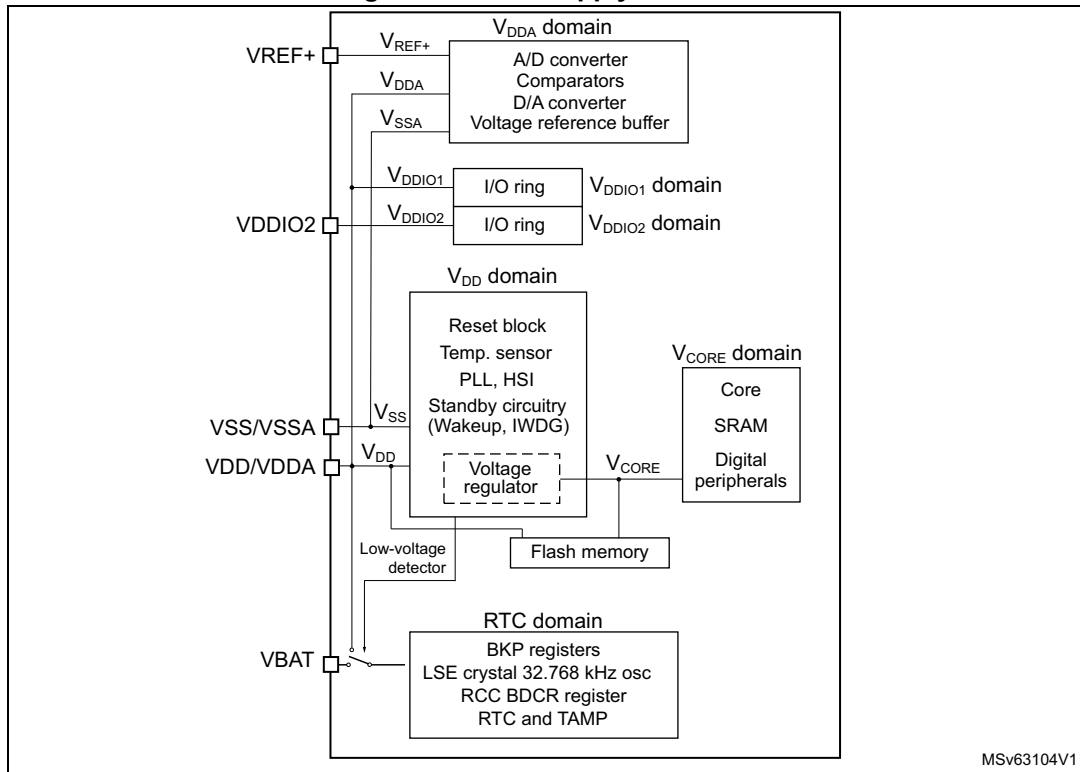 VREF+
VREF+
VDDA domain
A/D converter
Comparators
D/A converter
Voltage reference buffer
VDDA
VSSA
VDDIO1
I/O ring
VDDIO1 domain
VDDIO2
VDDIO2
I/O ring
VDDIO2 domain
VDD domain
Reset block
Temp. sensor
PLL, HSI
Standby circuitry
(Wakeup, IWDG)
Voltage
regulator
VSS/VSSA
VSS
VDD/VDDA
VDD
VCORE
VCORE domain
Core
SRAM
Digital
peripherals
Flash memory
Low-voltage
detector
RTC domain
BKP registers
LSE crystal 32.768 kHz osc
RCC BDCR register
RTC and TAMP
VBAT
MSv63104V1